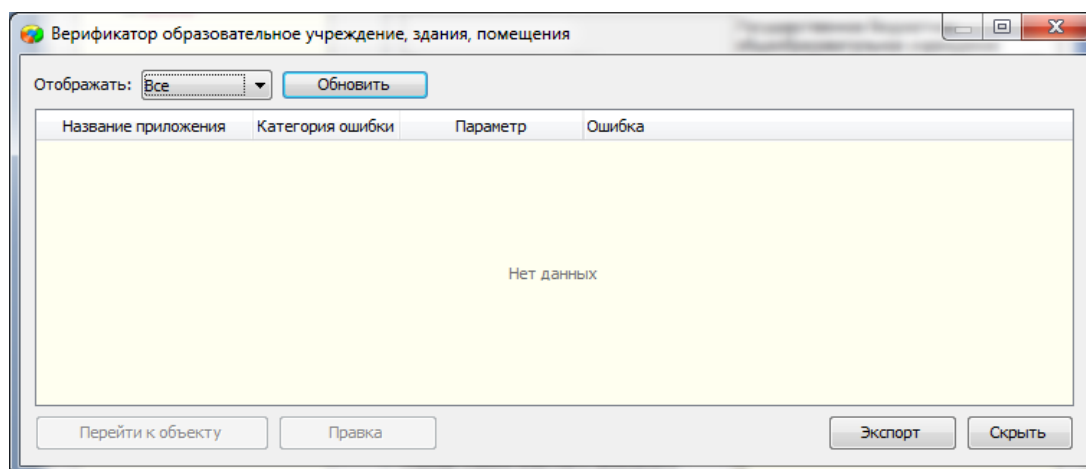 Верификатор образовательное учреждение, здания, помещения
Отображать: Все Обновить
Название приложения Категория ошибки Параметр Ошибка
Нет данных
Перейти к объекту Правка Экспорт Скрыть